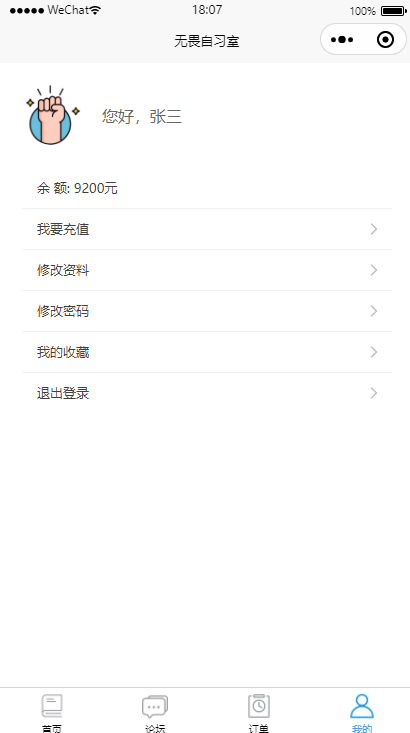 WeChat 18:07 100%
无畏自习室
您好，张三
余 额: 9200元
我要充值
修改资料
修改密码
我的收藏
退出登录
首页 论坛 订单 我的